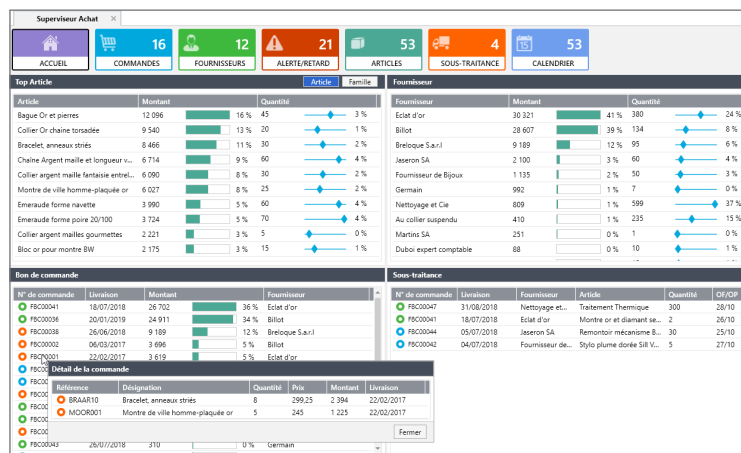 Superviseur Achat ×
16 12 21 53 4 15 53
ACCUEIL COMMANDES FOURNISSEURS ALERTE/RETARD ARTICLES SOUS-TRAITANCE CALENDRIER
Top Article Article Famille
Article Montant Quantité
Bague Or et pierres 12 096 16 % 45 3 %
Collier Or chaine torsadée 9 540 13 % 20 1 %
Bracelet, anneaux striés 8 466 11 % 30 2 %
Chaîne Argent maille et longueur v... 6 714 9 % 60 4 %
Collier argent maille fantaisie entrel... 6 090 8 % 30 2 %
Montre de ville homme-plaquée or 6 027 8 % 25 2 %
Emeraude forme navette 3 990 5 % 60 4 %
Emeraude forme poire 20/100 3 724 5 % 70 4 %
Collier argent mailles gourmettes 2 221 3 % 5 0 %
Bloc or pour montre BW 2 175 3 % 15 1 %
Fournisseur
Fournisseur Montant Quantité
Eclat d'or 30 321 41 % 380 24 %
Billot 28 607 39 % 134 8 %
Breloque S.a.r.l 9 189 12 % 95 6 %
Jaseron SA 2 100 3 % 60 4 %
Fournisseur de Bijoux 1 135 2 % 50 3 %
Germain 992 1 % 7 0 %
Nettoyage et Cie 809 1 % 599 37 %
Au collier suspendu 410 1 % 235 15 %
Martins SA 251 0 % 1 0 %
Duboi expert comptable 88 0 % 10 1 %
Bon de commande
N° de commande Livraison Montant Fournisseur
FBC00041 18/07/2018 26 702 36 % Eclat d'or
FBC00036 20/01/2019 24 911 34 % Billot
FBC00038 26/06/2018 9 189 12 % Breloque S.a.r.l
FBC00002 06/03/2017 3 696 5 % Billot
FBC00001 22/02/2017 3 619 5 % Eclat d'or
FBC00043 26/07/2018 310 0 % Germain
Détail de la commande
Référence Désignation Quantité Prix Montant Livraison
BRAAR10 Bracelet, anneaux striés 8 299,25 2 394 22/02/2017
MOOR001 Montre de ville homme-plaquée or 5 245 1 225 22/02/2017
Fermer
Sous-traitance
N° de commande Livraison Fournisseur Article Quantité OF/OP
FBC00047 31/08/2018 Nettoyage et... Traitement Thermique 300 28/10
FBC00041 18/07/2018 Eclat d'or Montre or et diamant se... 2 26/10
FBC00044 05/07/2018 Jaseron SA Remontoir mécanisme B... 30 25/10
FBC00042 04/07/2018 Fournisseur de... Stylo plume dorée Sill V... 5 27/10